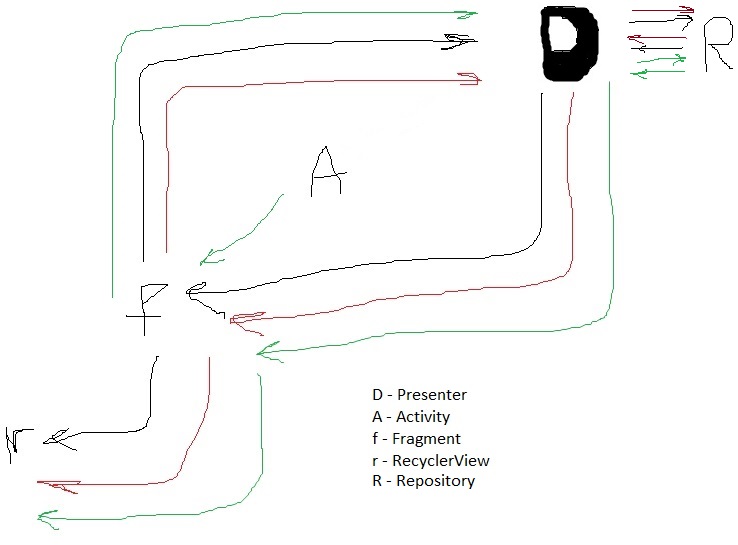 D
R
A
f
r
D - Presenter
A - Activity
f - Fragment
r - RecyclerView
R - Repository